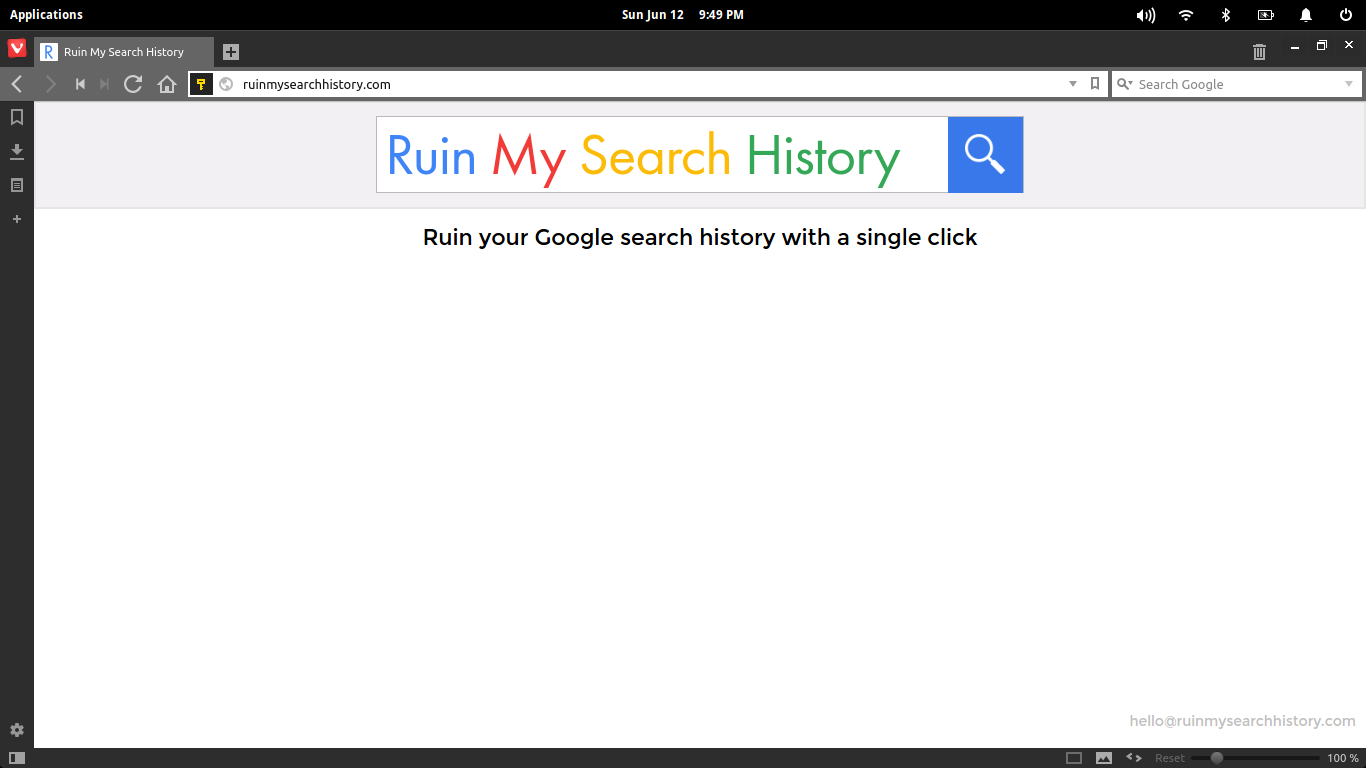 Applications
Sun Jun 12 9:49 PM
Ruin My Search History
ruinmysearchhistory.com
Search Google
Ruin My Search History
Ruin your Google search history with a single click
hello@ruinmysearchhistory.com
Reset
100 %